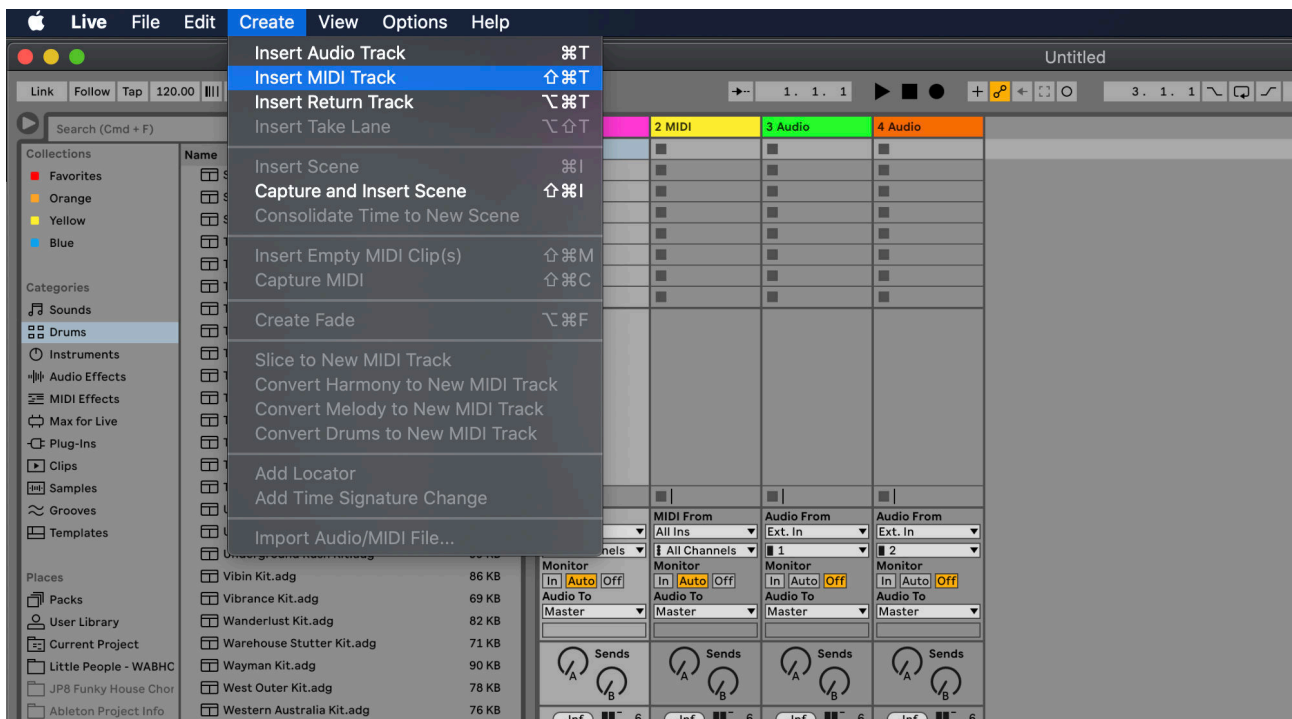 Live File Edit Create View Options Help
Untitled
Link Follow Tap 120.00 1. 1. 1 3. 1. 1
Search (Cmd + F)
Insert Audio Track ⌘T
Insert MIDI Track ⇧⌘T
Insert Return Track ⌥⌘T
Insert Take Lane ⌥⇧T
Insert Scene ⌘I
Capture and Insert Scene ⇧⌘I
Consolidate Time to New Scene
Insert Empty MIDI Clip(s) ⇧⌘M
Capture MIDI ⇧⌘C
Create Fade ⌥⌘F
Slice to New MIDI Track
Convert Harmony to New MIDI Track
Convert Melody to New MIDI Track
Convert Drums to New MIDI Track
Add Locator
Add Time Signature Change
Import Audio/MIDI File...
Collections
Favorites
Orange
Yellow
Blue
Categories
Sounds
Drums
Instruments
Audio Effects
MIDI Effects
Max for Live
Plug-Ins
Clips
Samples
Grooves
Templates
Places
Packs
User Library
Current Project
Little People - WABHC
JP8 Funky House Chor
Ableton Project Info
Name
Vibin Kit.adg 86 KB
Vibrance Kit.adg 69 KB
Wanderlust Kit.adg 82 KB
Warehouse Stutter Kit.adg 71 KB
Wayman Kit.adg 90 KB
West Outer Kit.adg 78 KB
Western Australia Kit.adg 76 KB
2 MIDI 3 Audio 4 Audio
MIDI From Audio From Audio From
All Ins Ext. In Ext. In
All Channels 1 2
Monitor Monitor Monitor Monitor
In Auto Off In Auto Off In Auto Off In Auto Off
Audio To Audio To Audio To Audio To
Master Master Master Master
Sends Sends Sends Sends
A A A A
B B B B